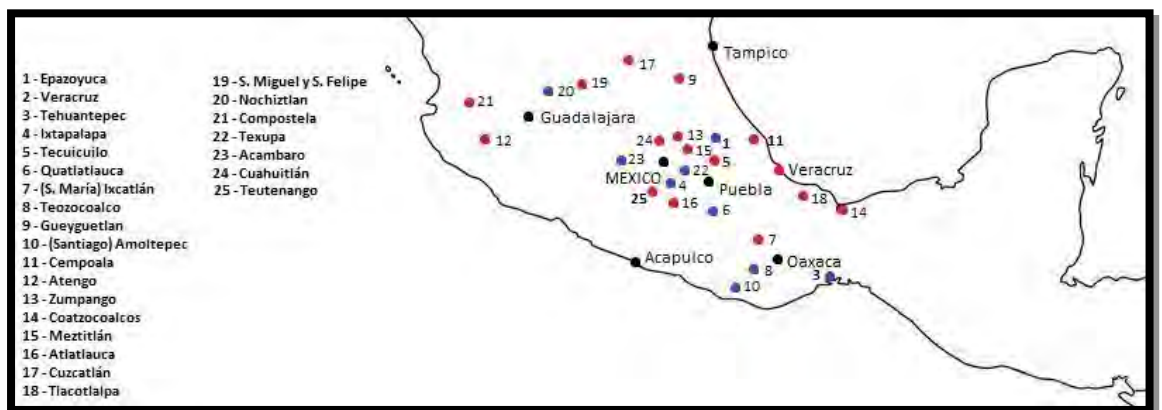 1 - Epazoyuca
2 - Veracruz
3 - Tehuantepec
4 - Ixtapalapa
5 - Tecuicuilo
6 - Quatlatlauca
7 - (S. María) Ixcatlán
8 - Teozocoalco
9 - Gueyguetlan
10 - (Santiago) Amoltepec
11 - Cempoala
12 - Atengo
13 - Zumpango
14 - Coatzocoalcos
15 - Meztitlán
16 - Atlatlauca
17 - Cuzcatlán
18 - Tlacotlalpa
19 - S. Miguel y S. Felipe
20 - Nochiztlan
21 - Compostela
22 - Texupa
23 - Acambaro
24 - Cuahuitlán
25 - Teutenango
Tampico
17
9
19
20
21
Guadalajara
12
24
13
1
11
15
23
5
MEXICO
22
Veracruz
4
Puebla
25
16
6
18
14
7
Acapulco
Oaxaca
8
3
10